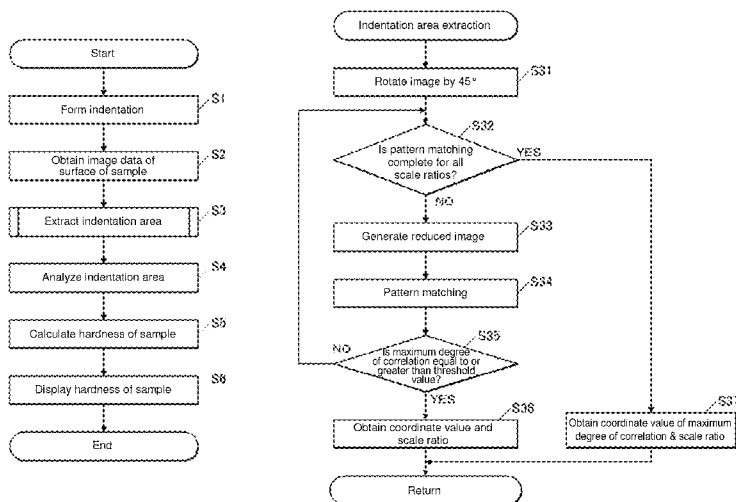 Start
S1
Form indentation
S2
Obtain image data of
surface of sample
S3
Extract indentation area
S4
Analyze indentation area
S5
Calculate hardness of sample
S6
Display hardness of sample
End
Indentation area extraction
S31
Rotate image by 45°
S32
Is pattern matching
complete for all
scale ratios?
YES
NO
S33
Generate reduced image
S34
Pattern matching
S35
NO
Is maximum degree
of correlation equal to or
greater than threshold
value?
YES
S36
Obtain coordinate value and
scale ratio
S37
Obtain coordinate value of maximum
degree of correlation & scale ratio
Return